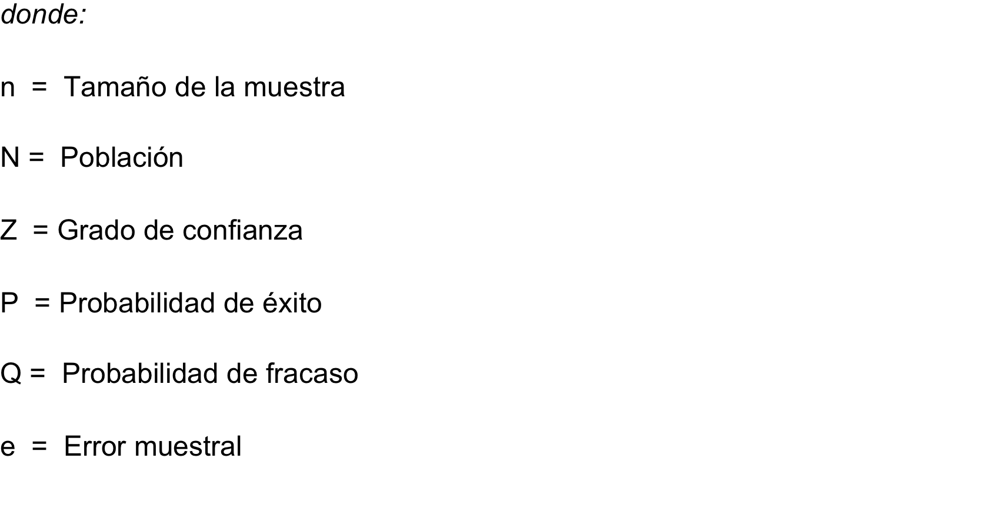 donde:
n = Tamaño de la muestra
N = Población
Z = Grado de confianza
P = Probabilidad de éxito
Q = Probabilidad de fracaso
e = Error muestral